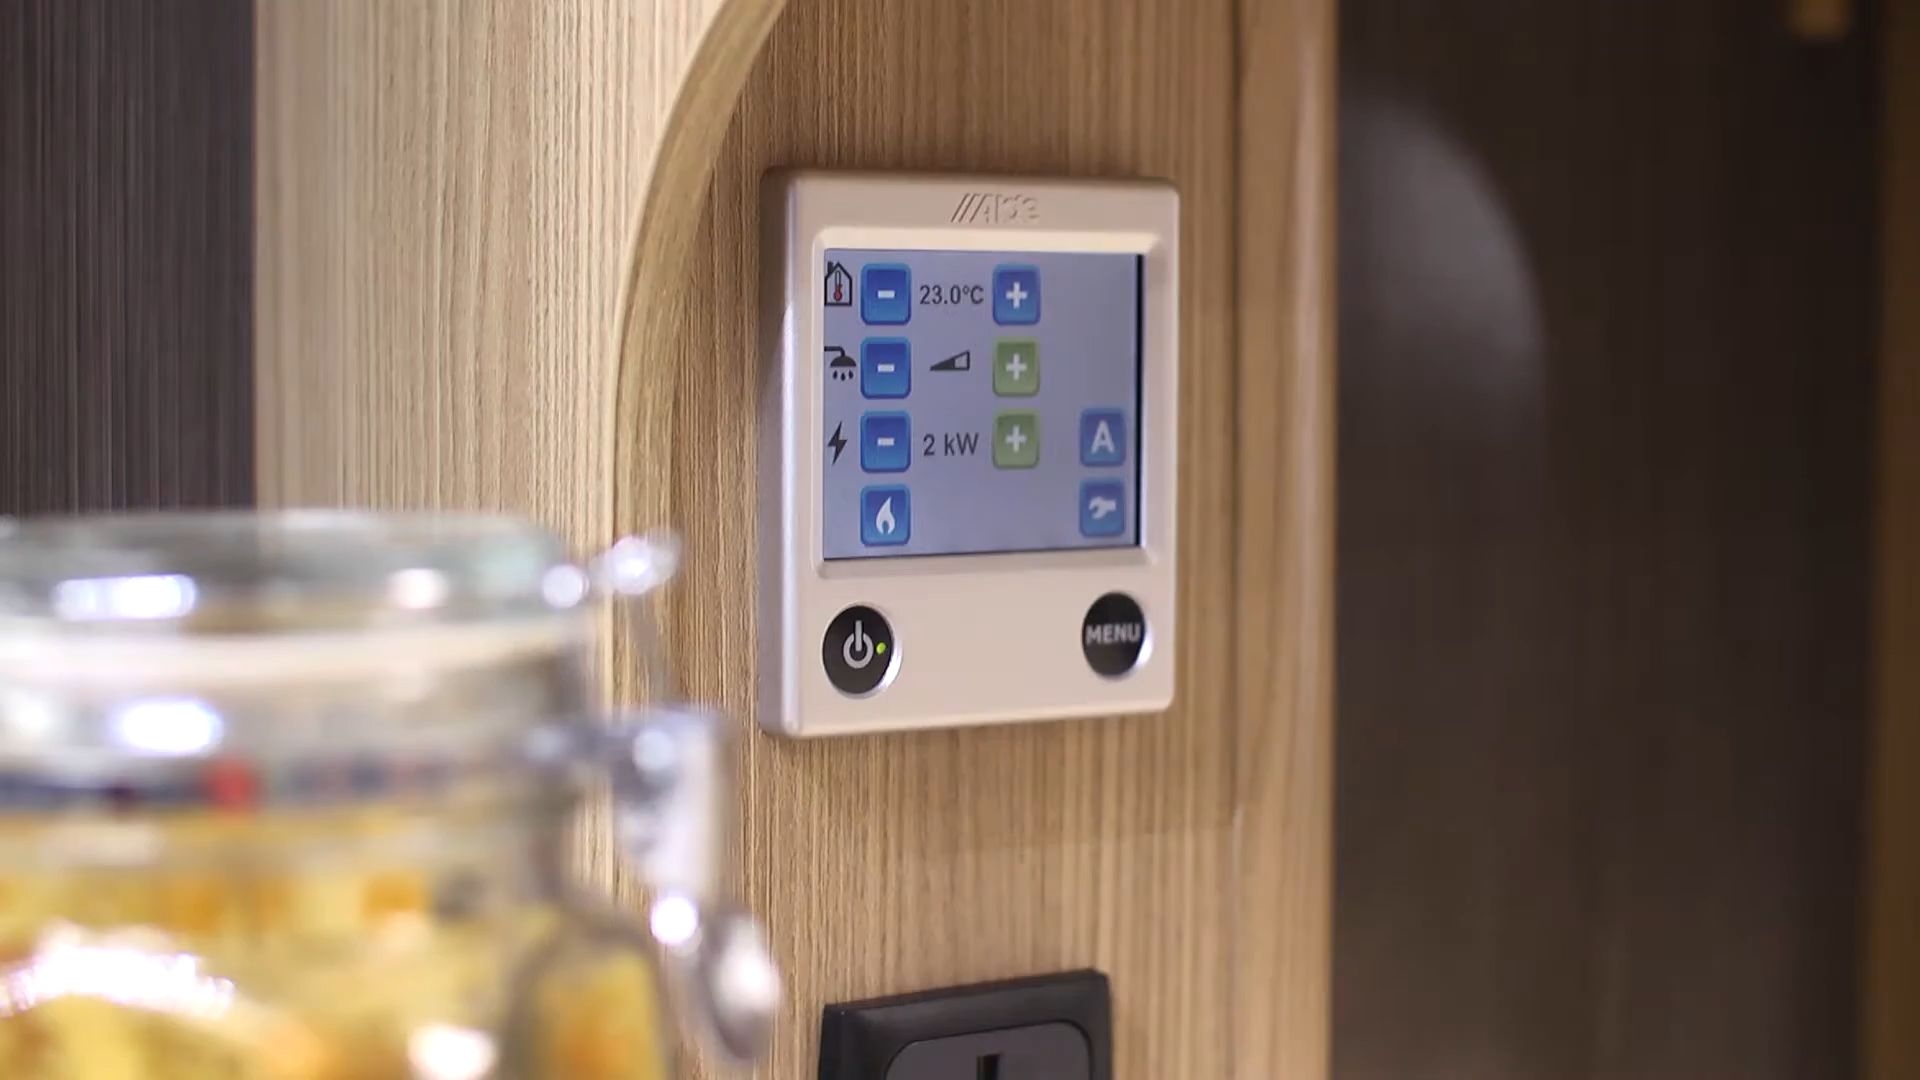 ///Alde
- 23.0°C +
- +
- 2 kW +
A
MENU